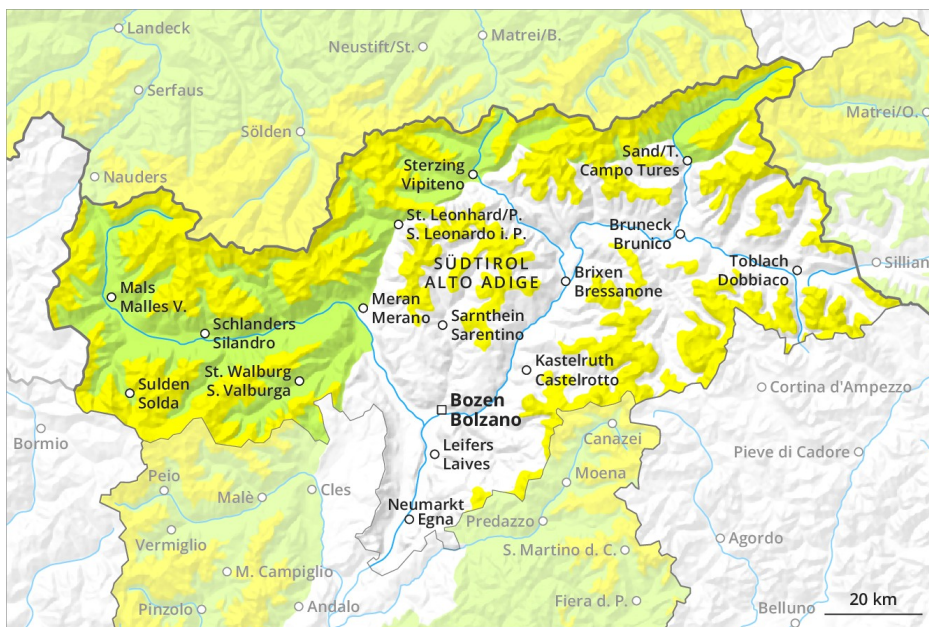 Landeck
Neustift/St.
Matrei/B.
Serfaus
Sölden
Matrei/O.
Nauders
Sterzing
Vipiteno
Sand/T.
Campo Tures
St. Leonhard/P.
S. Leonardo i. P.
Bruneck
Brunico
SÜDTIROL
ALTO ADIGE
Toblach
Dobbiaco
Sillian
Mals
Malles V.
Meran
Merano
Brixen
Bressanone
Schlanders
Silandro
Sarnthein
Sarentino
St. Walburg
S. Valburga
Kastelruth
Castelrotto
Sulden
Solda
Cortina d'Ampezzo
Bozen
Bolzano
Bormio
Canazei
Leifers
Laives
Pieve di Cadore
Peio
Moena
Malè
Cles
Neumarkt
Egna
Predazzo
Vermiglio
Agordo
S. Martino d. C.
M. Campiglio
Pinzolo
Andalo
Fiera d. P.
Belluno
20 km